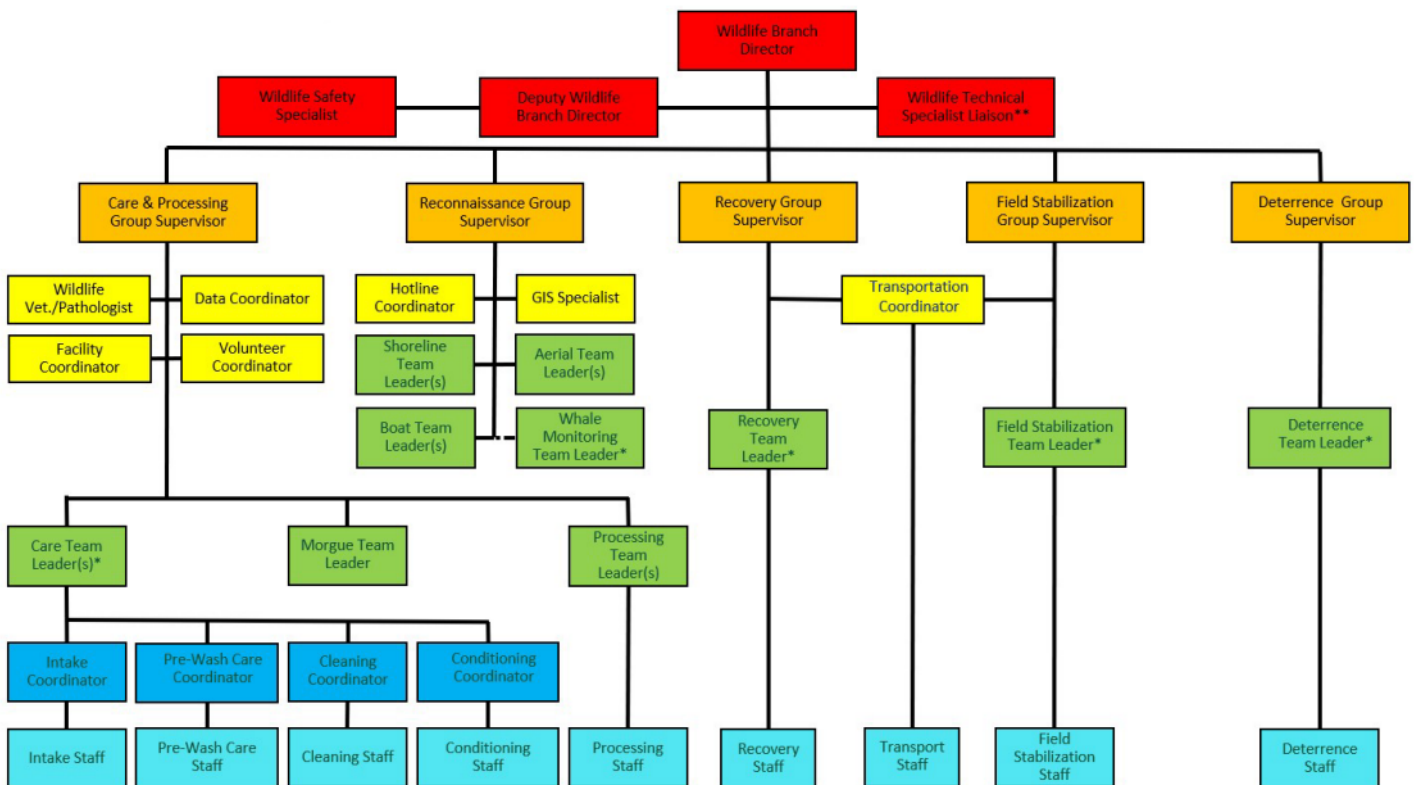 Wildlife Branch
Director
Wildlife Safety
Specialist
Deputy Wildlife
Branch Director
Wildlife Technical
Specialist Liaison**
Care & Processing
Group Supervisor
Reconnaissance Group
Supervisor
Recovery Group
Supervisor
Field Stabilization
Group Supervisor
Deterrence Group
Supervisor
Wildlife
Vet./Pathologist
Data Coordinator
Hotline
Coordinator
GIS Specialist
Transportation
Coordinator
Facility
Coordinator
Volunteer
Coordinator
Shoreline
Team
Leader(s)
Aerial Team
Leader(s)
Boat Team
Leader(s)
Whale
Monitoring
Team Leader*
Recovery
Team
Leader*
Field Stabilization
Team Leader*
Deterrence
Team Leader*
Care Team
Leader(s)*
Morgue Team
Leader
Processing
Team
Leader(s)
Intake
Coordinator
Pre-Wash Care
Coordinator
Cleaning
Coordinator
Conditioning
Coordinator
Intake Staff
Pre-Wash Care
Staff
Cleaning Staff
Conditioning
Staff
Processing
Staff
Recovery
Staff
Transport
Staff
Field
Stabilization
Staff
Deterrence
Staff